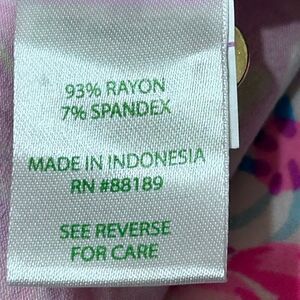 93% RAYON
7% SPANDEX
MADE IN INDONESIA
RN #88189
SEE REVERSE
FOR CARE